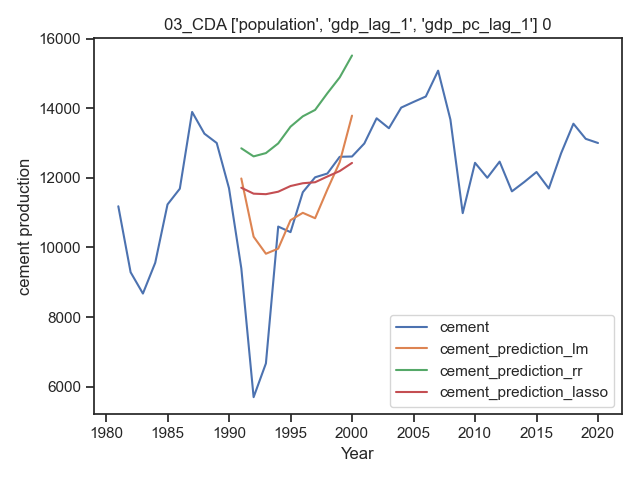 03_CDA ['population', 'gdp_lag_1', 'gdp_pc_lag_1'] 0
16000
14000
12000
10000
8000
6000
cement production
1980
1985
1990
1995
2000
2005
2010
2015
2020
Year
cement
cement_prediction_lm
cement_prediction_rr
cement_prediction_lasso